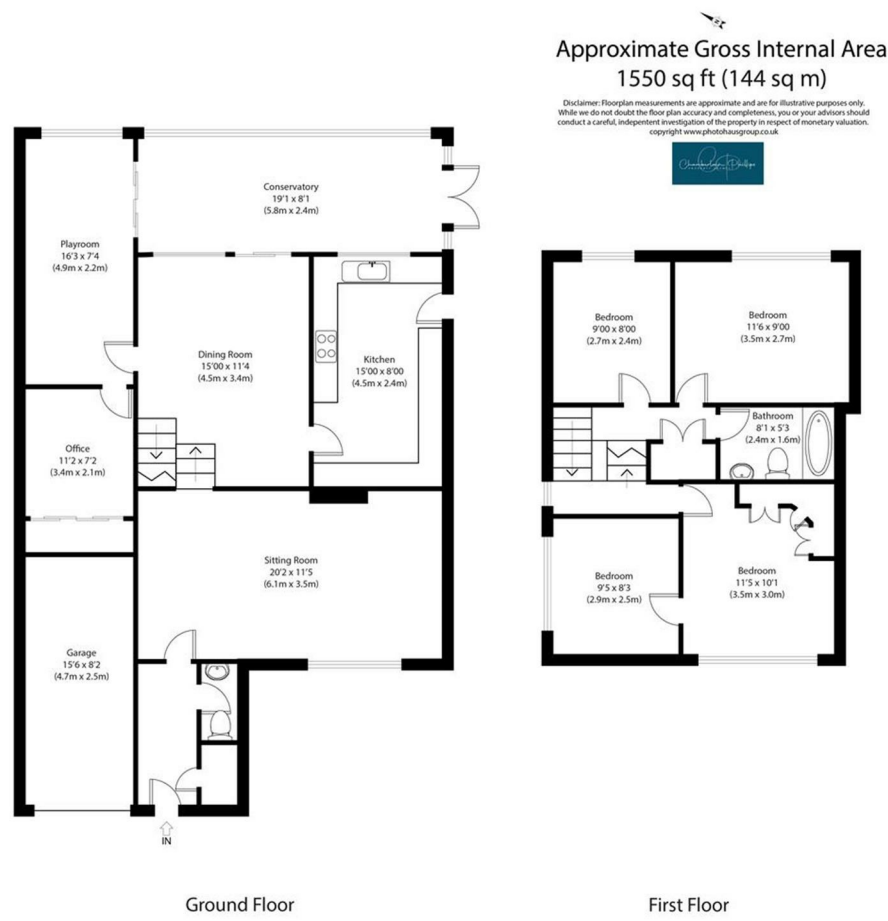 Approximate Gross Internal Area
1550 sq ft (144 sq m)
Disclaimer: Floorplan measurements are approximate and are for illustrative purposes only.
While we do not doubt the floor plan accuracy and completeness, you or your advisors should
conduct a careful, independent investigation of the property in respect of monetary valuation.
copyright www.photohausgroup.co.uk
Chamberlain Phillips
Conservatory
19'1 x 8'1
(5.8m x 2.4m)
Playroom
16'3 x 7'4
(4.9m x 2.2m)
Dining Room
15'00 x 11'4
(4.5m x 3.4m)
Kitchen
15'00 x 8'00
(4.5m x 2.4m)
Office
11'2 x 7'2
(3.4m x 2.1m)
Sitting Room
20'2 x 11'5
(6.1m x 3.5m)
Garage
15'6 x 8'2
(4.7m x 2.5m)
IN
Ground Floor
Bedroom
9'00 x 8'00
(2.7m x 2.4m)
Bedroom
11'6 x 9'00
(3.5m x 2.7m)
Bathroom
8'1 x 5'3
(2.4m x 1.6m)
Bedroom
9'5 x 8'3
(2.9m x 2.5m)
Bedroom
11'5 x 10'1
(3.5m x 3.0m)
First Floor